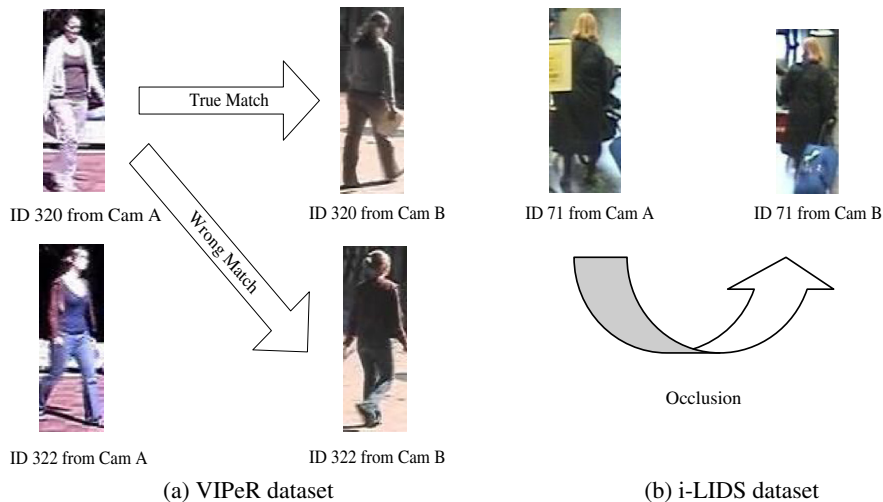 True Match
ID 320 from Cam A
ID 320 from Cam B
Wrong Match
ID 322 from Cam A
ID 322 from Cam B
(a) VIPeR dataset
ID 71 from Cam A
ID 71 from Cam B
Occlusion
(b) i-LIDS dataset